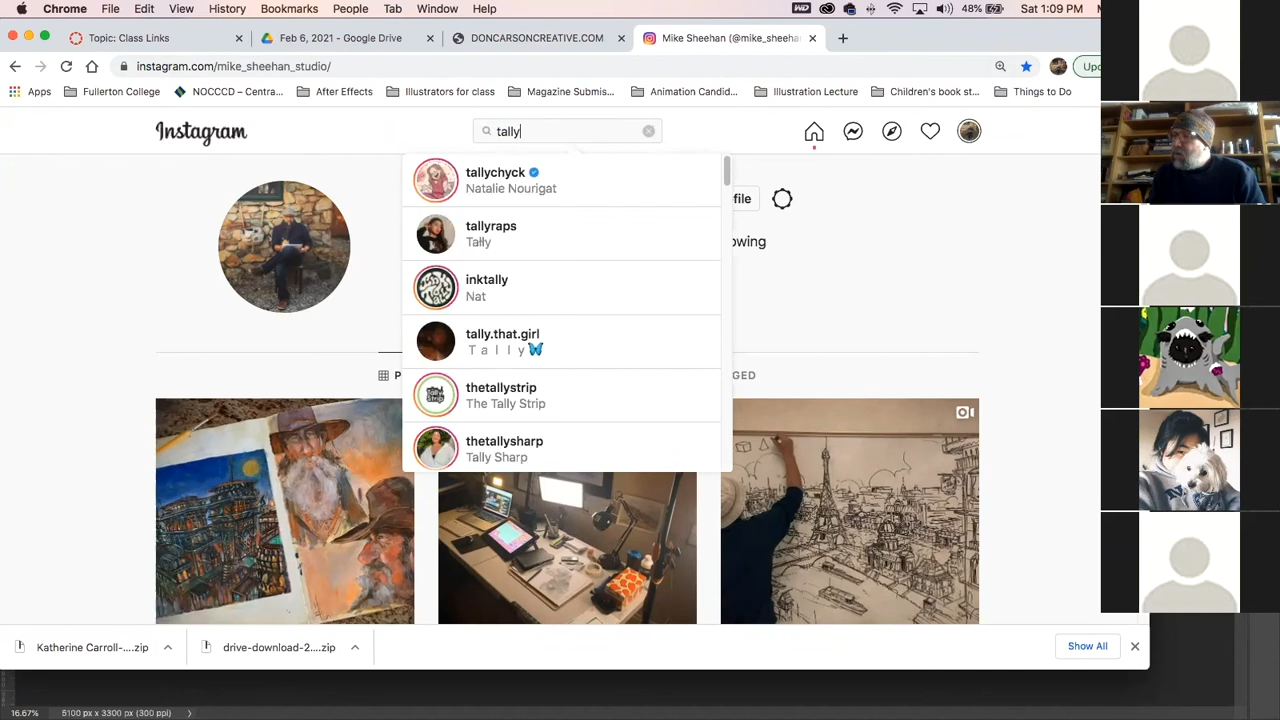 Chrome File Edit View History Bookmarks People Tab Window Help 48% Sat 1:09 PM
Topic: Class Links Feb 6, 2021 - Google Drive DONCARSONCREATIVE.COM Mike Sheehan (@mike_sheeha
instagram.com/mike_sheehan_studio/ Upd
Apps Fullerton College NOCCCD – Centra... After Effects Illustrators for class Magazine Submis... Animation Candid... Illustration Lecture Children's book st... Things to Do
Instagram
tally
tallychyck
Natalie Nourigat
file
tallyraps
Tałły
owing
inktally
Nat
tally.that.girl
T a l l y
thetallystrip
The Tally Strip
P
GED
thetallysharp
Tally Sharp
Katherine Carroll-....zip drive-download-2....zip Show All
16.67% 5100 px x 3300 px (300 ppi)